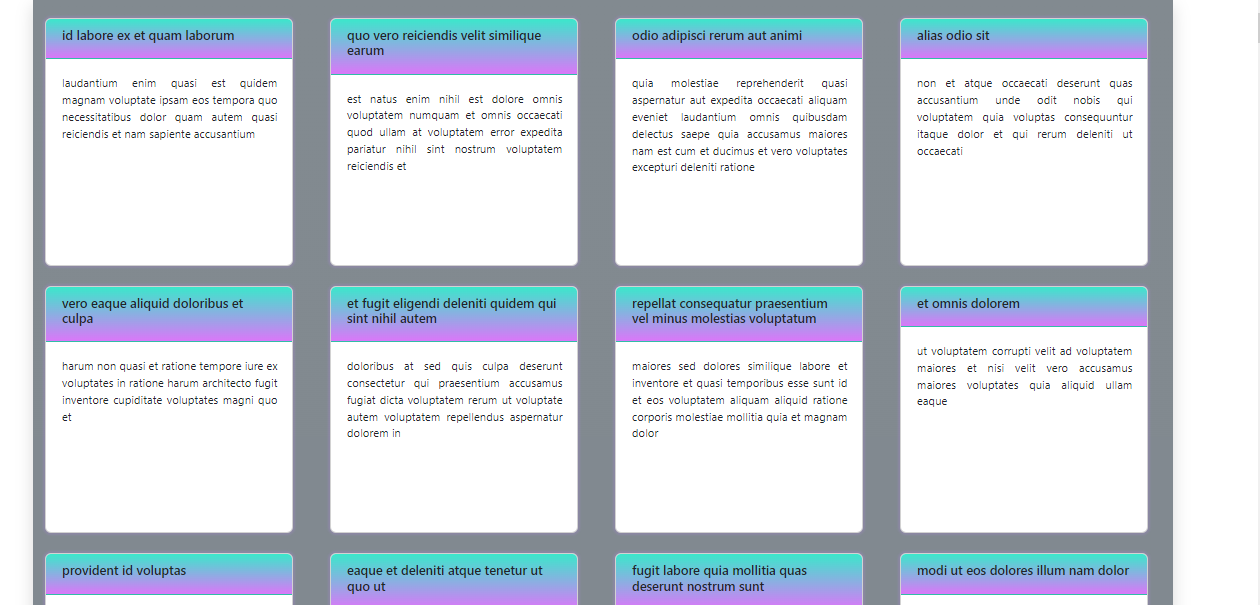 id labore ex et quam laborum
laudantium enim quasi est quidem
magnam voluptate ipsam eos tempora quo
necessitatibus dolor quam autem quasi
reiciendis et nam sapiente accusantium
quo vero reiciendis velit similique
earum
est natus enim nihil est dolore omnis
voluptatem numquam et omnis occaecati
quod ullam at voluptatem error expedita
pariatur nihil sint nostrum voluptatem
reiciendis et
odio adipisci rerum aut animi
quia molestiae reprehenderit quasi
aspernatur aut expedita occaecati aliquam
eveniet laudantium omnis quibusdam
delectus saepe quia accusamus maiores
nam est cum et ducimus et vero voluptates
excepturi deleniti ratione
alias odio sit
non et atque occaecati deserunt quas
accusantium unde odit nobis qui
voluptatem quia voluptas consequuntur
itaque dolor et qui rerum deleniti ut
occaecati
vero eaque aliquid doloribus et
culpa
harum non quasi et ratione tempore iure ex
voluptates in ratione harum architecto fugit
inventore cupiditate voluptates magni quo
et
et fugit eligendi deleniti quidem qui
sint nihil autem
doloribus at sed quis culpa deserunt
consectetur qui praesentium accusamus
fugiat dicta voluptatem rerum ut voluptate
autem voluptatem repellendus aspernatur
dolorem in
repellat consequatur praesentium
vel minus molestias voluptatum
maiores sed dolores similique labore et
inventore et quasi temporibus esse sunt id
et eos voluptatem aliquam aliquid ratione
corporis molestiae mollitia quia et magnam
dolor
et omnis dolorem
ut voluptatem corrupti velit ad voluptatem
maiores et nisi velit vero accusamus
maiores voluptates quia aliquid ullam
eaque
provident id voluptas
eaque et deleniti atque tenetur ut
quo ut
fugit labore quia mollitia quas
deserunt nostrum sunt
modi ut eos dolores illum nam dolor